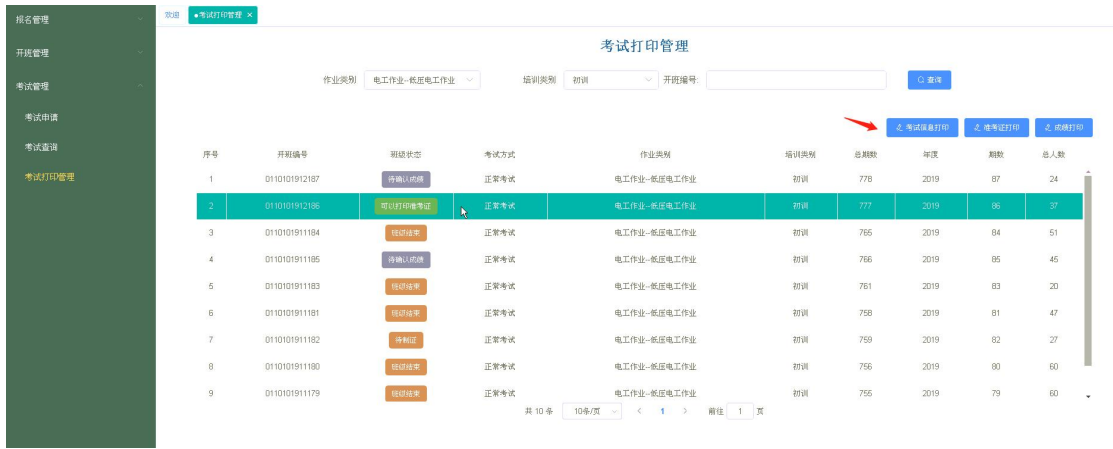 报名管理
开班管理
考试管理
考试申请
考试查询
考试打印管理
欢迎 ●考试打印管理 ×
考试打印管理
作业类别 电工作业--低压电工作业 培训类别 初训 开班编号: 查询
考试信息打印 准考证打印 成绩打印
序号 开班编号 班级状态 考试方式 作业类别 培训类别 总期数 年度 期数 总人数
1 0110101912187 待确认成绩 正常考试 电工作业--低压电工作业 初训 778 2019 87 24
2 0110101912186 可以打印准考证 正常考试 电工作业--低压电工作业 初训 777 2019 86 37
3 0110101911184 班级结束 正常考试 电工作业--低压电工作业 初训 765 2019 84 51
4 0110101911185 待确认成绩 正常考试 电工作业--低压电工作业 初训 766 2019 85 45
5 0110101911183 班级结束 正常考试 电工作业--低压电工作业 初训 761 2019 83 20
6 0110101911181 班级结束 正常考试 电工作业--低压电工作业 初训 758 2019 81 47
7 0110101911182 待制证 正常考试 电工作业--低压电工作业 初训 759 2019 82 27
8 0110101911180 班级结束 正常考试 电工作业--低压电工作业 初训 756 2019 80 60
9 0110101911179 班级结束 正常考试 电工作业--低压电工作业 初训 755 2019 79 60
共 10 条 10条/页 < 1 > 前往 1 页